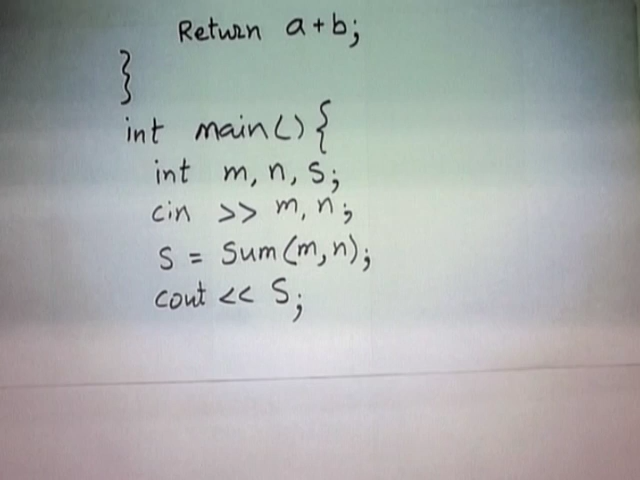 Return a+b;
}
int main() {
int m, n, s;
cin >> m, n;
s = sum(m, n);
cout << s;